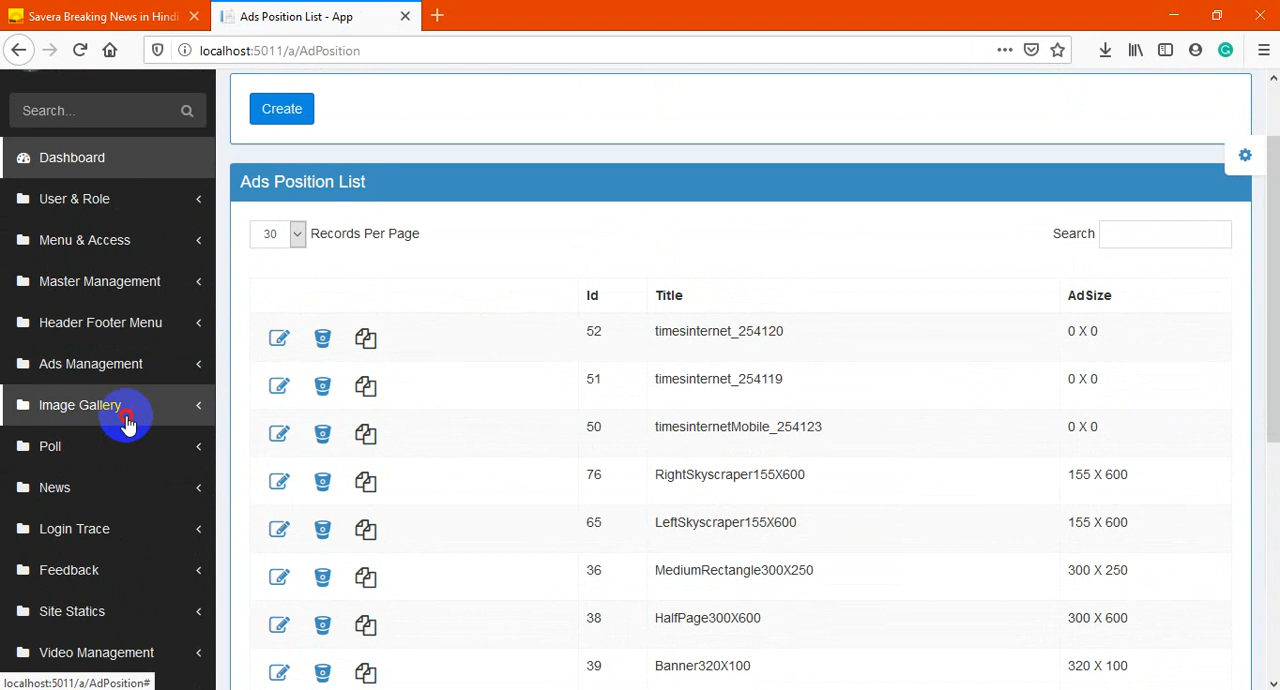 Savera Breaking News in Hindi
Ads Position List - App
localhost:5011/a/AdPosition
Search...
Dashboard
User & Role
Menu & Access
Master Management
Header Footer Menu
Ads Management
Image Gallery
Poll
News
Login Trace
Feedback
Site Statics
Video Management
localhost:5011/a/AdPosition#
Create
Ads Position List
30 Records Per Page Search
Id Title AdSize
52 timesinternet_254120 0 X 0
51 timesinternet_254119 0 X 0
50 timesinternetMobile_254123 0 X 0
76 RightSkyscraper155X600 155 X 600
65 LeftSkyscraper155X600 155 X 600
36 MediumRectangle300X250 300 X 250
38 HalfPage300X600 300 X 600
39 Banner320X100 320 X 100